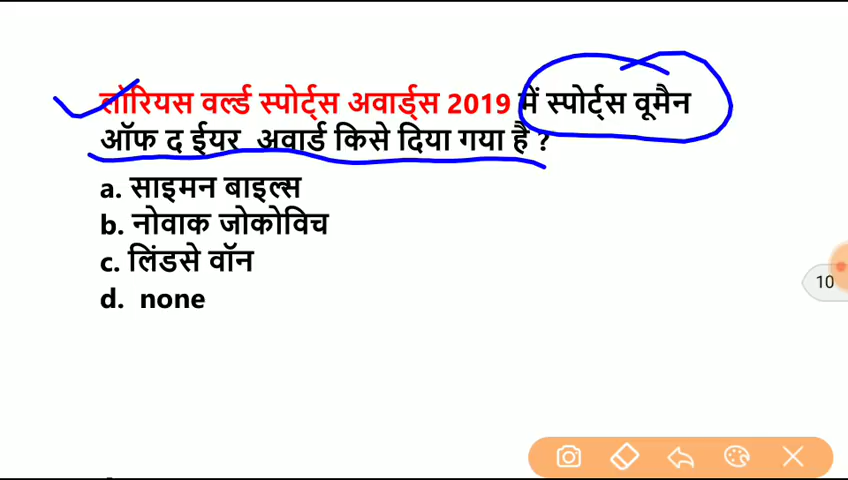 लोरियस वर्ल्ड स्पोर्ट्स अवार्ड्स 2019 में स्पोर्ट्स वूमैन
ऑफ द ईयर अवार्ड किसे दिया गया है ?
a. साइमन बाइल्स
b. नोवाक जोकोविच
c. लिंडसे वॉन
d. none
10